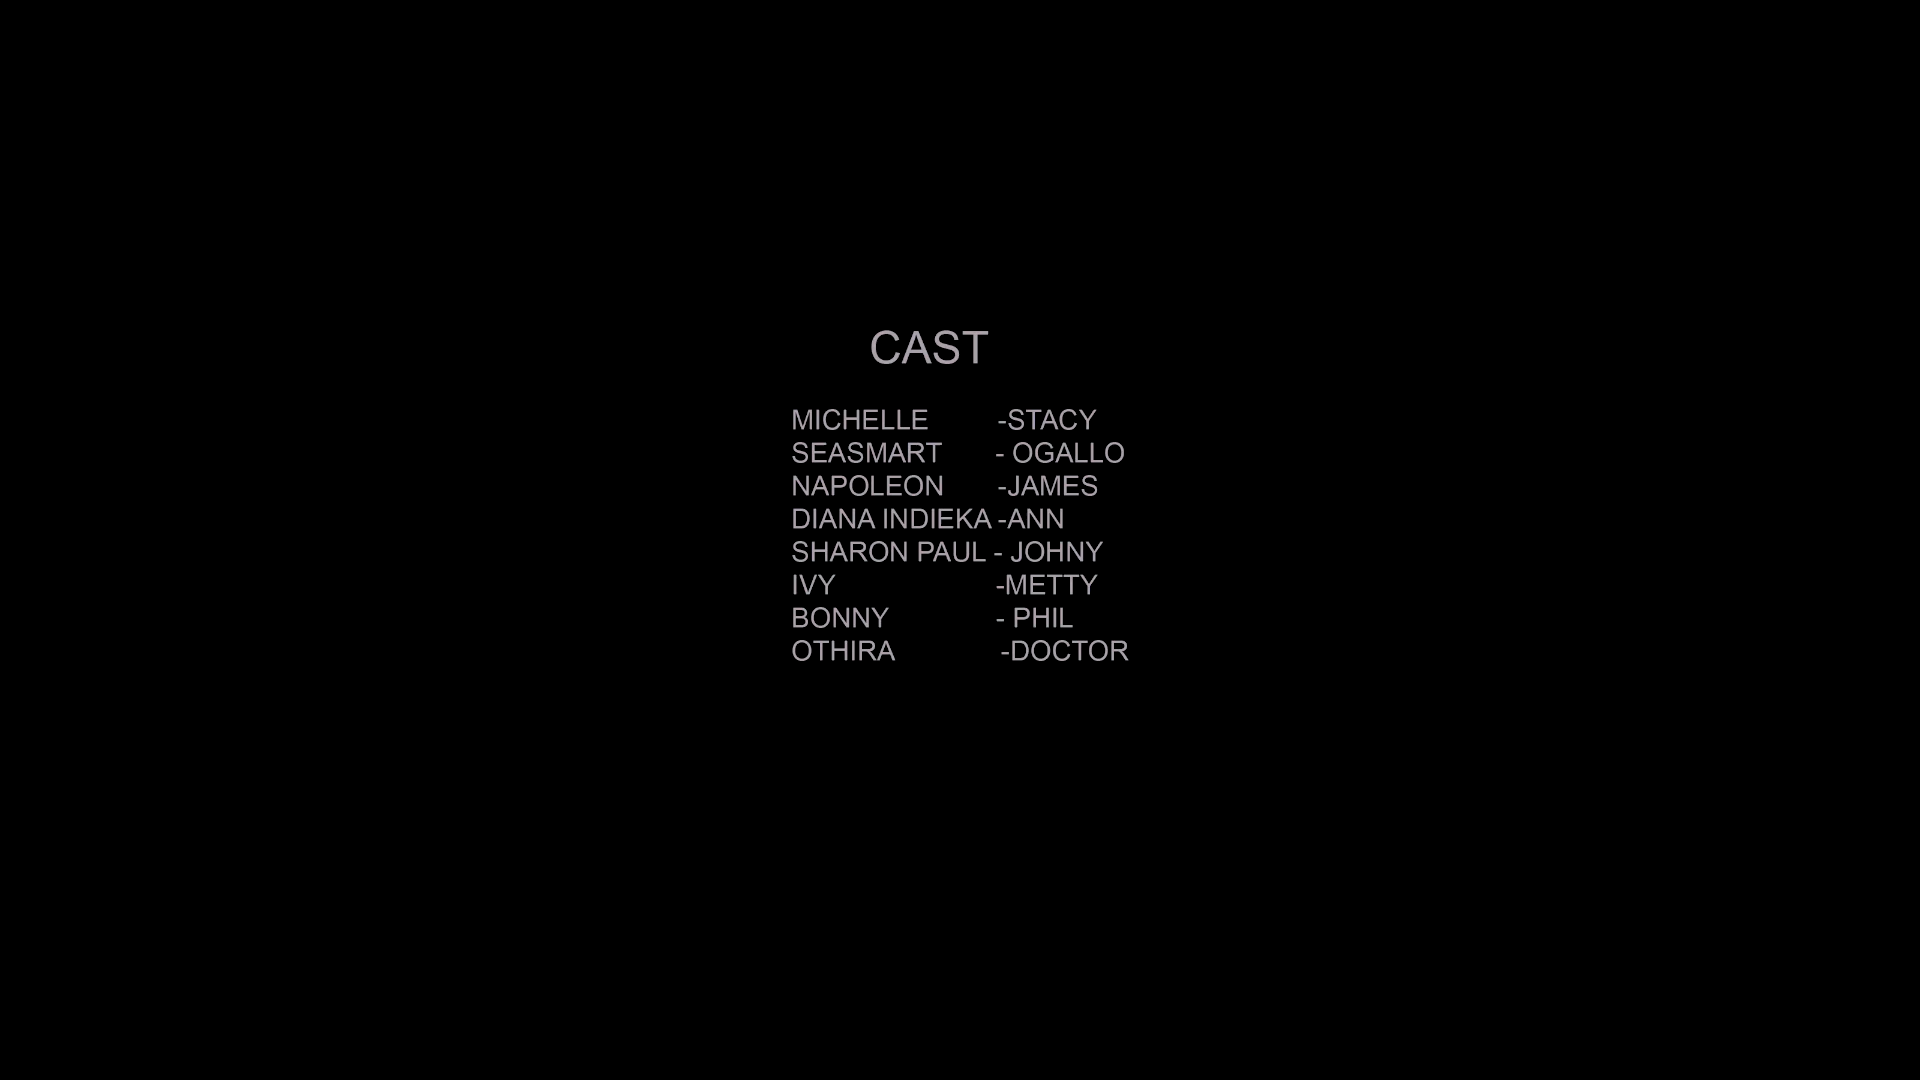 CAST
MICHELLE -STACY
SEASMART - OGALLO
NAPOLEON -JAMES
DIANA INDIEKA -ANN
SHARON PAUL - JOHNY
IVY -METTY
BONNY - PHIL
OTHIRA -DOCTOR